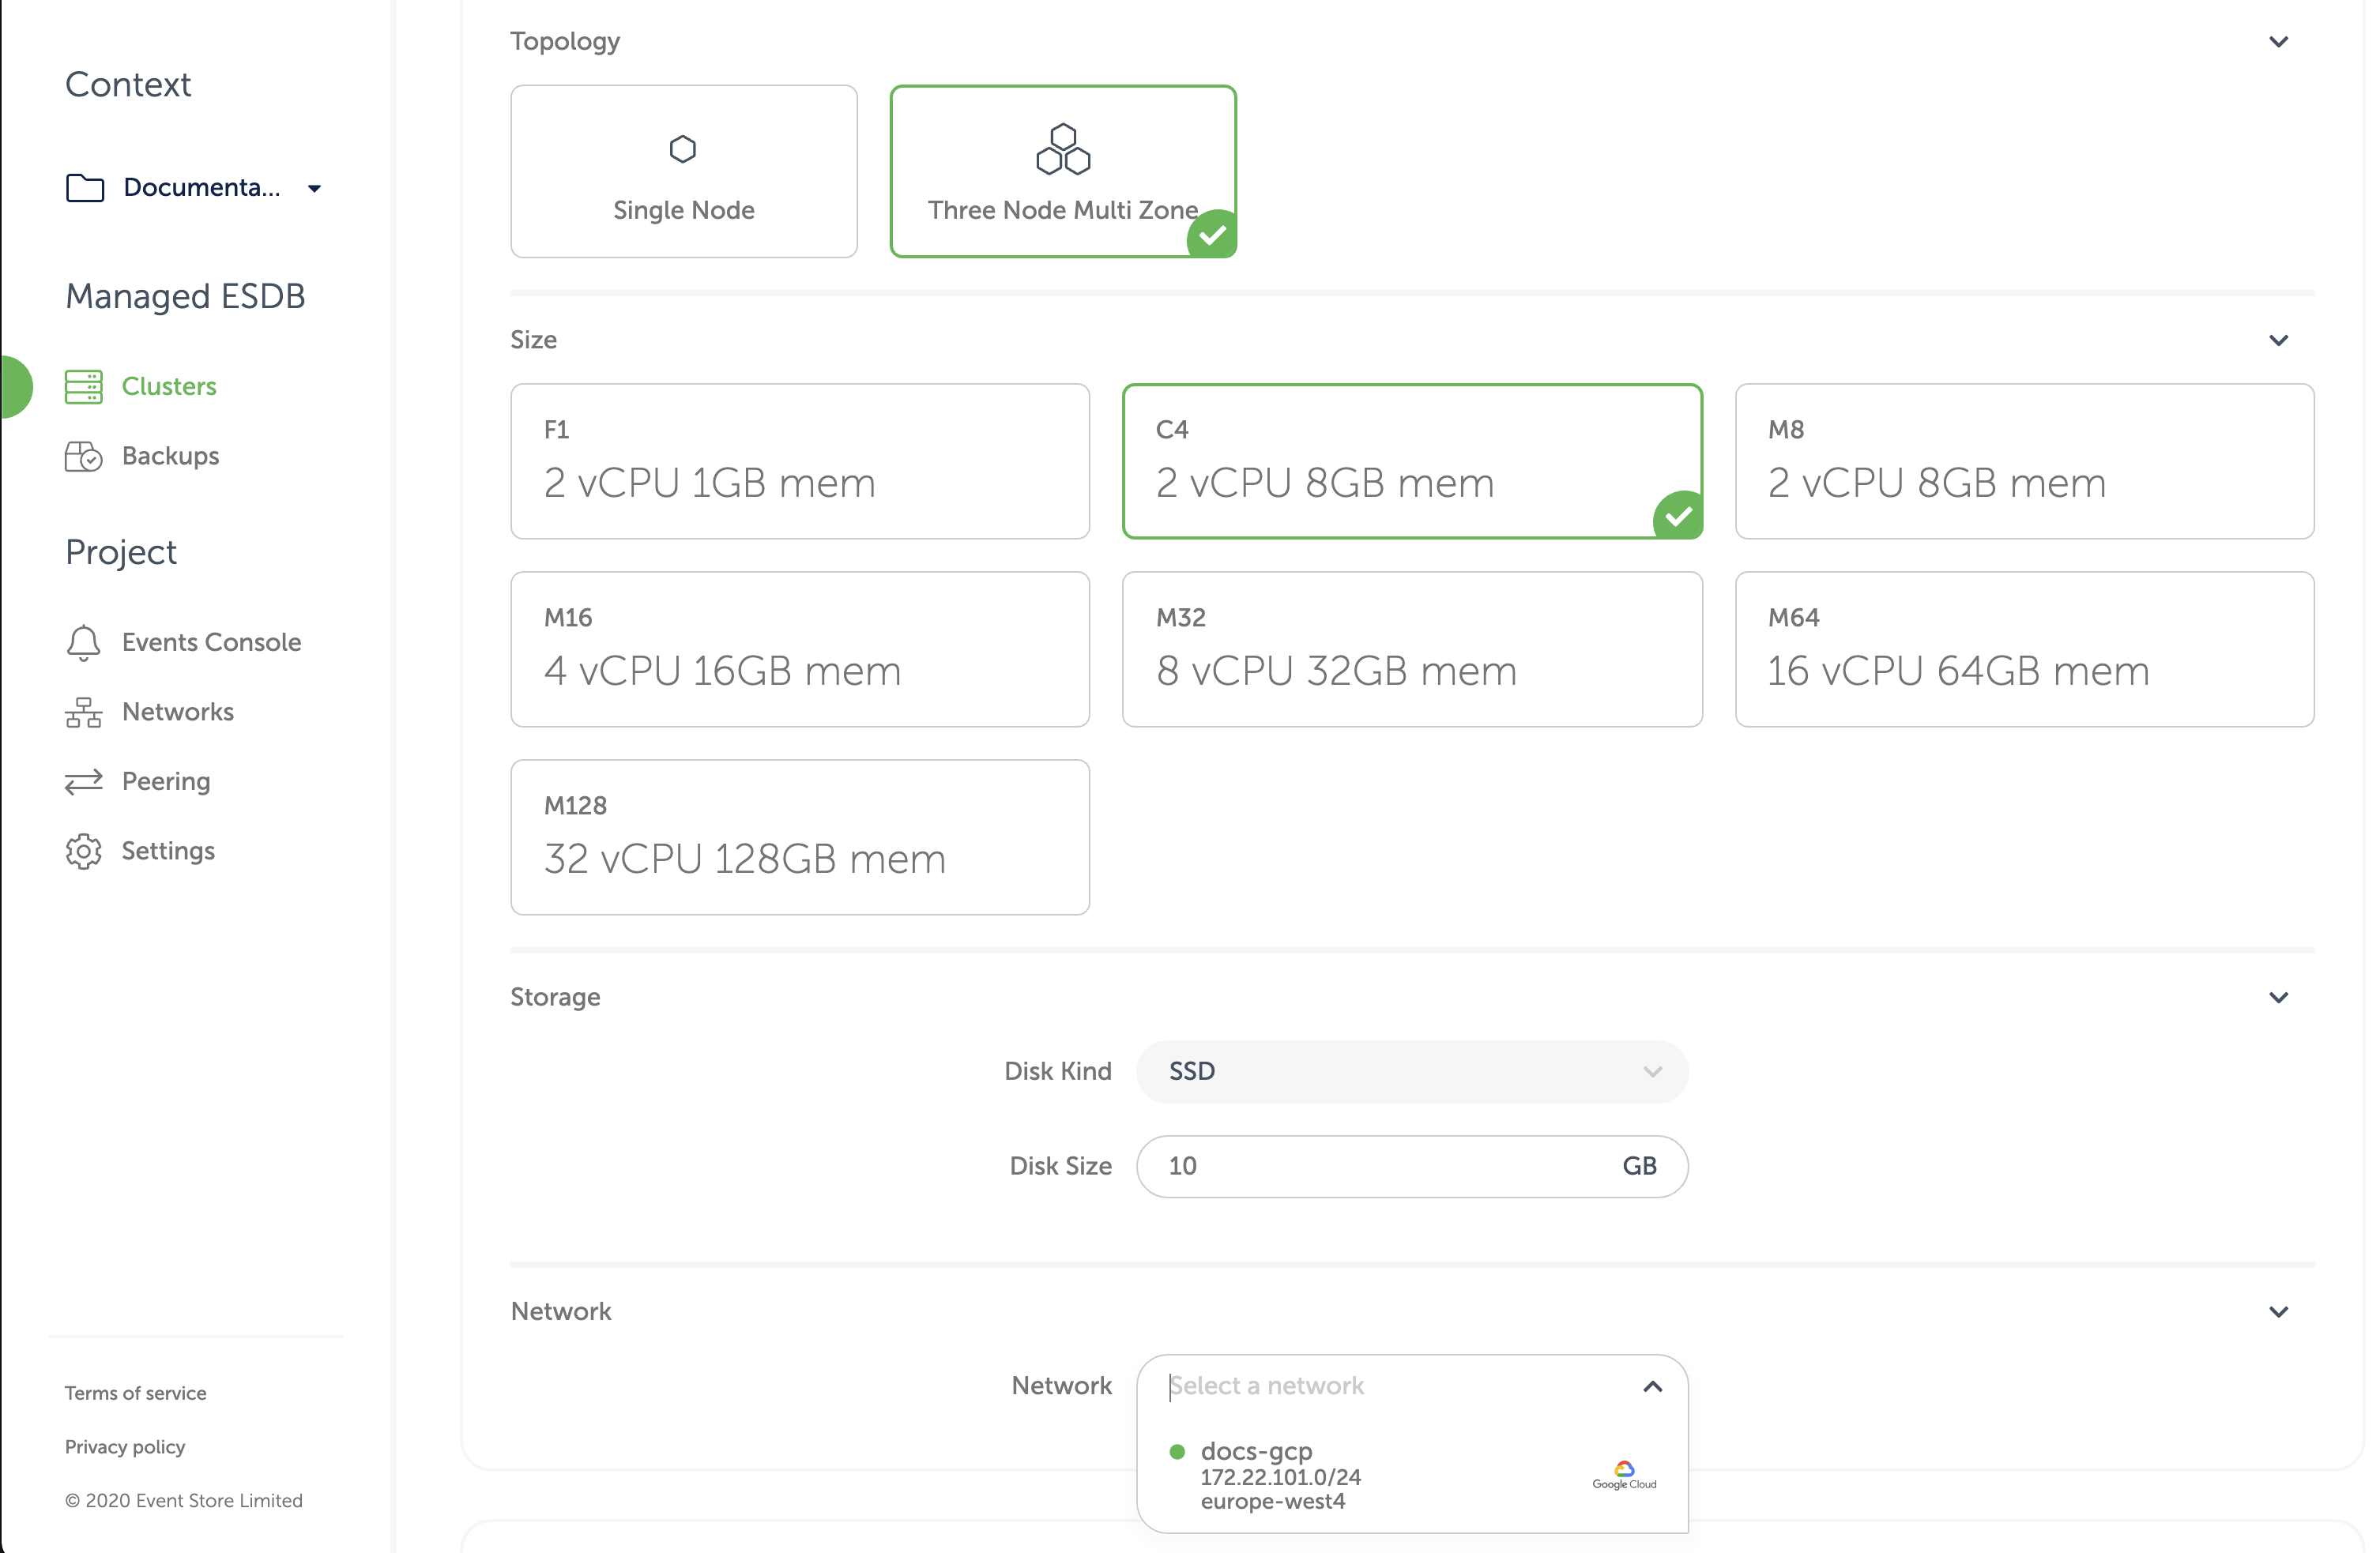 Context
Documenta...
Managed ESDB
Clusters
Backups
Project
Events Console
Networks
Peering
Settings
Terms of service
Privacy policy
© 2020 Event Store Limited
Topology
Single Node
Three Node Multi Zone
Size
F1
2 vCPU 1GB mem
C4
2 vCPU 8GB mem
M8
2 vCPU 8GB mem
M16
4 vCPU 16GB mem
M32
8 vCPU 32GB mem
M64
16 vCPU 64GB mem
M128
32 vCPU 128GB mem
Storage
Disk Kind SSD
Disk Size 10 GB
Network
Network Select a network
docs-gcp
172.22.101.0/24
europe-west4
Google Cloud